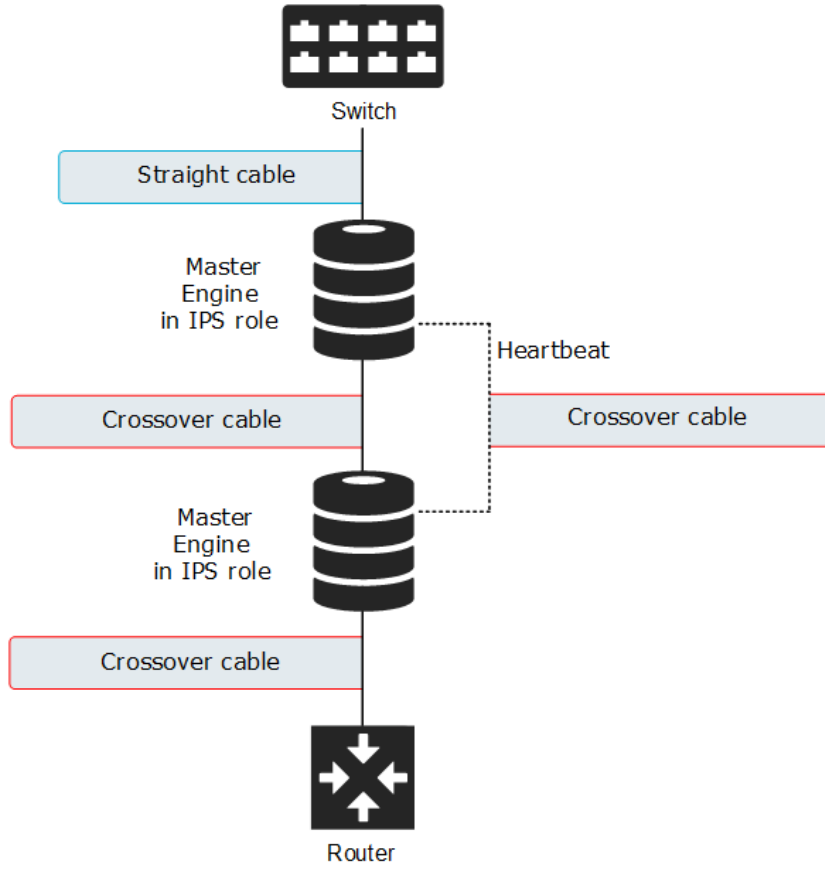 Switch
Straight cable
Master
Engine
in IPS role
Heartbeat
Crossover cable
Crossover cable
Master
Engine
in IPS role
Crossover cable
Router